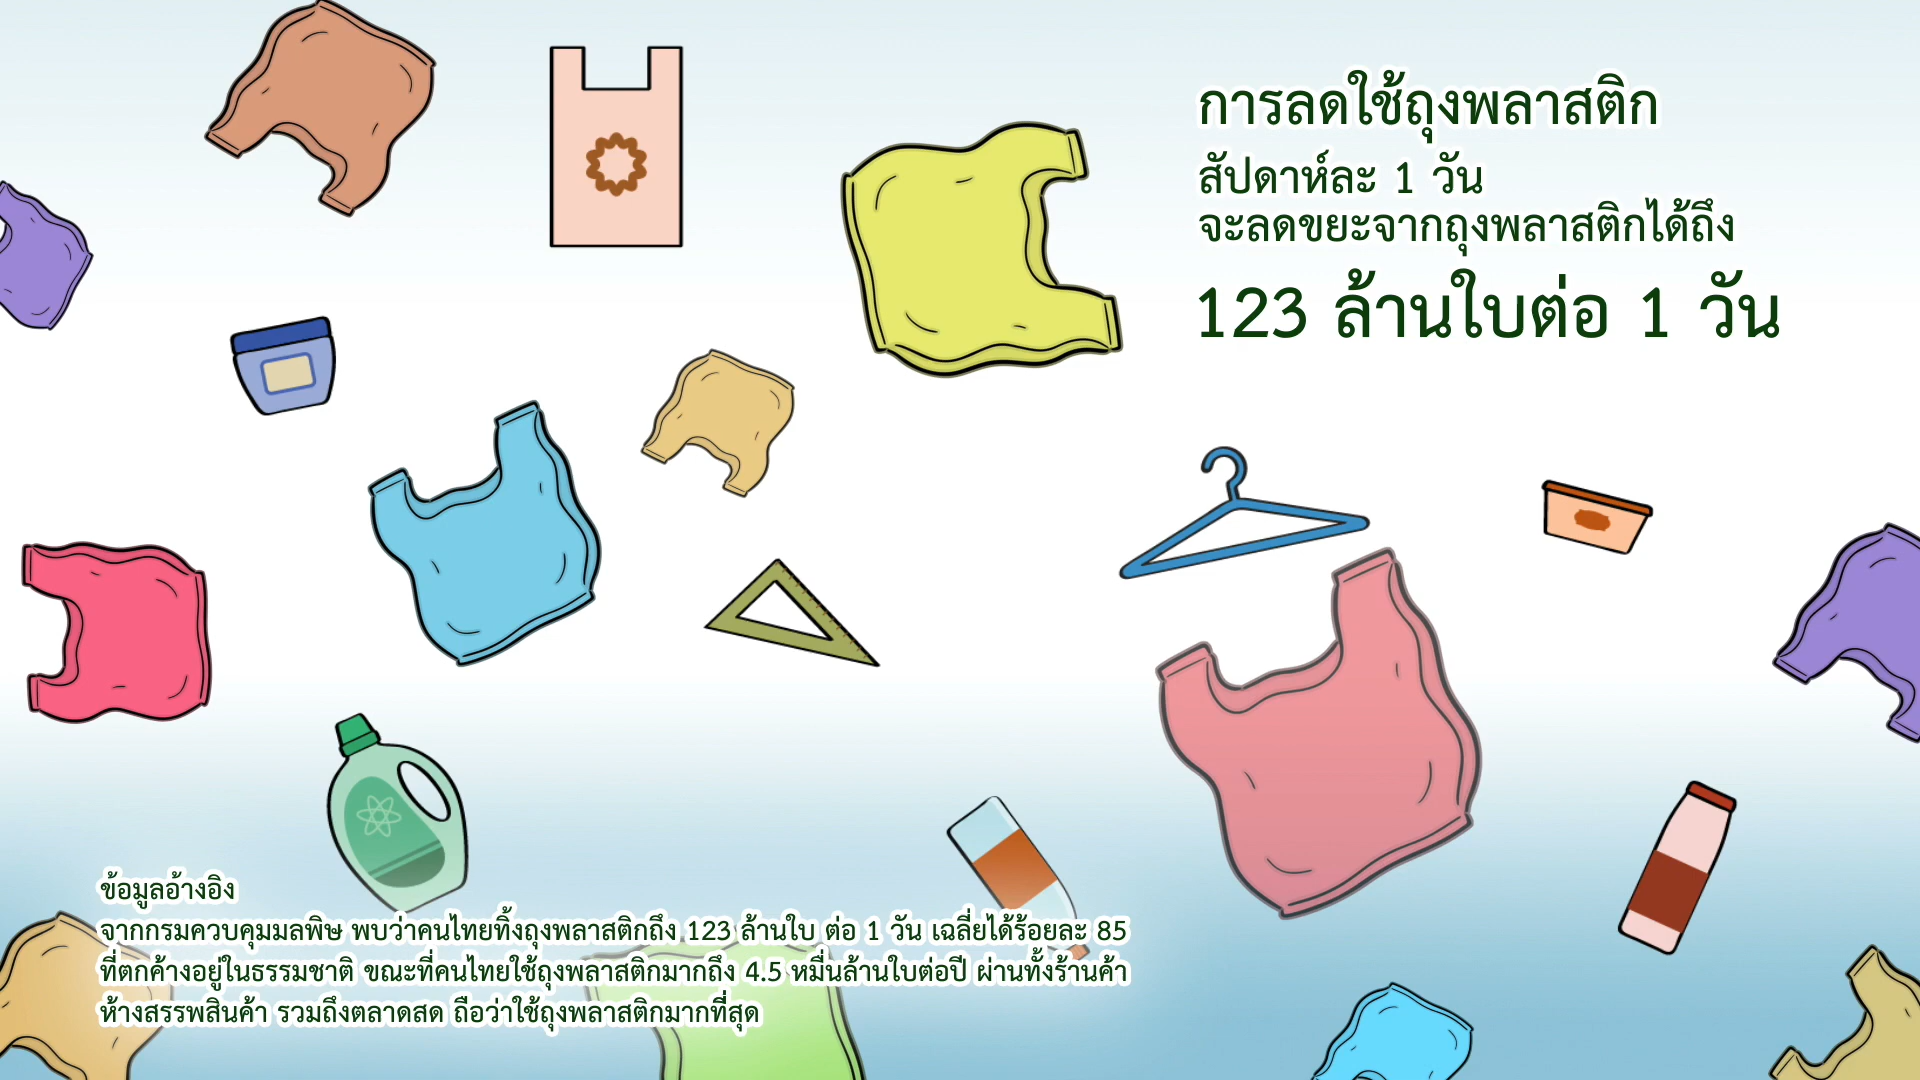 การลดใช้ถุงพลาสติก
สัปดาห์ละ 1 วัน
จะลดขยะจากถุงพลาสติกได้ถึง
123 ล้านใบต่อ 1 วัน
ข้อมูลอ้างอิง
จากกรมควบคุมมลพิษ พบว่าคนไทยทิ้งถุงพลาสติกถึง 123 ล้านใบ ต่อ 1 วัน เฉลี่ยได้ร้อยละ 85
ที่ตกค้างอยู่ในธรรมชาติ ขณะที่คนไทยใช้ถุงพลาสติกมากถึง 4.5 หมื่นล้านใบต่อปี ผ่านทั้งร้านค้า
ห้างสรรพสินค้า รวมถึงตลาดสด ถือว่าใช้ถุงพลาสติกมากที่สุด